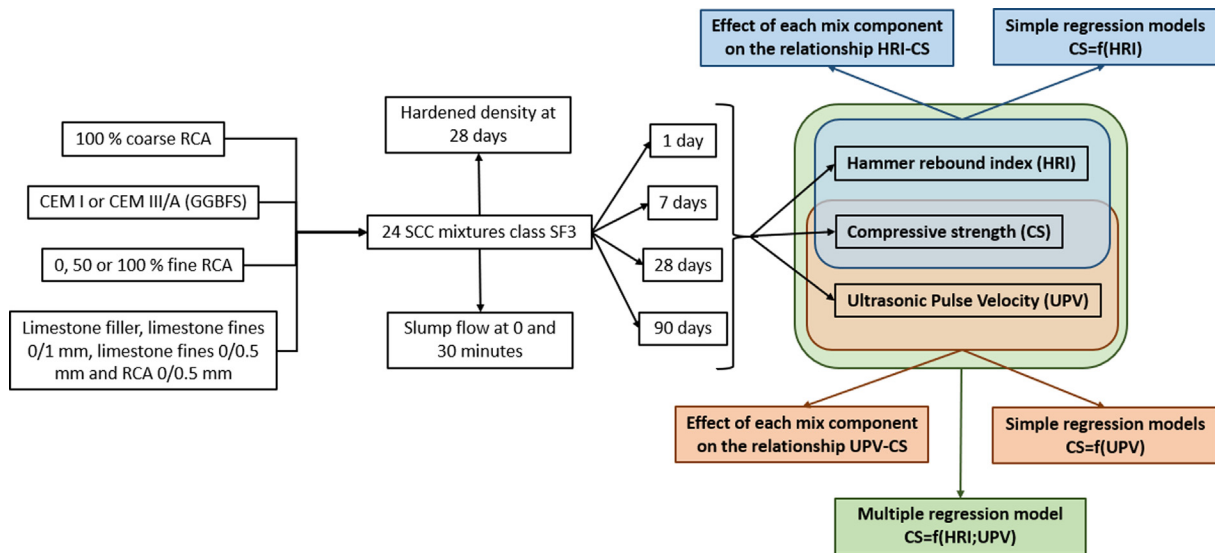 100 % coarse RCA
CEM I or CEM III/A (GGBFS)
0, 50 or 100 % fine RCA
Limestone filler, limestone fines
0/1 mm, limestone fines 0/0.5
mm and RCA 0/0.5 mm
Hardened density at
28 days
24 SCC mixtures class SF3
Slump flow at 0 and
30 minutes
1 day
7 days
28 days
90 days
Effect of each mix component
on the relationship HRI-CS
Simple regression models
CS=f(HRI)
Hammer rebound index (HRI)
Compressive strength (CS)
Ultrasonic Pulse Velocity (UPV)
Effect of each mix component
on the relationship UPV-CS
Simple regression models
CS=f(UPV)
Multiple regression model
CS=f(HRI;UPV)